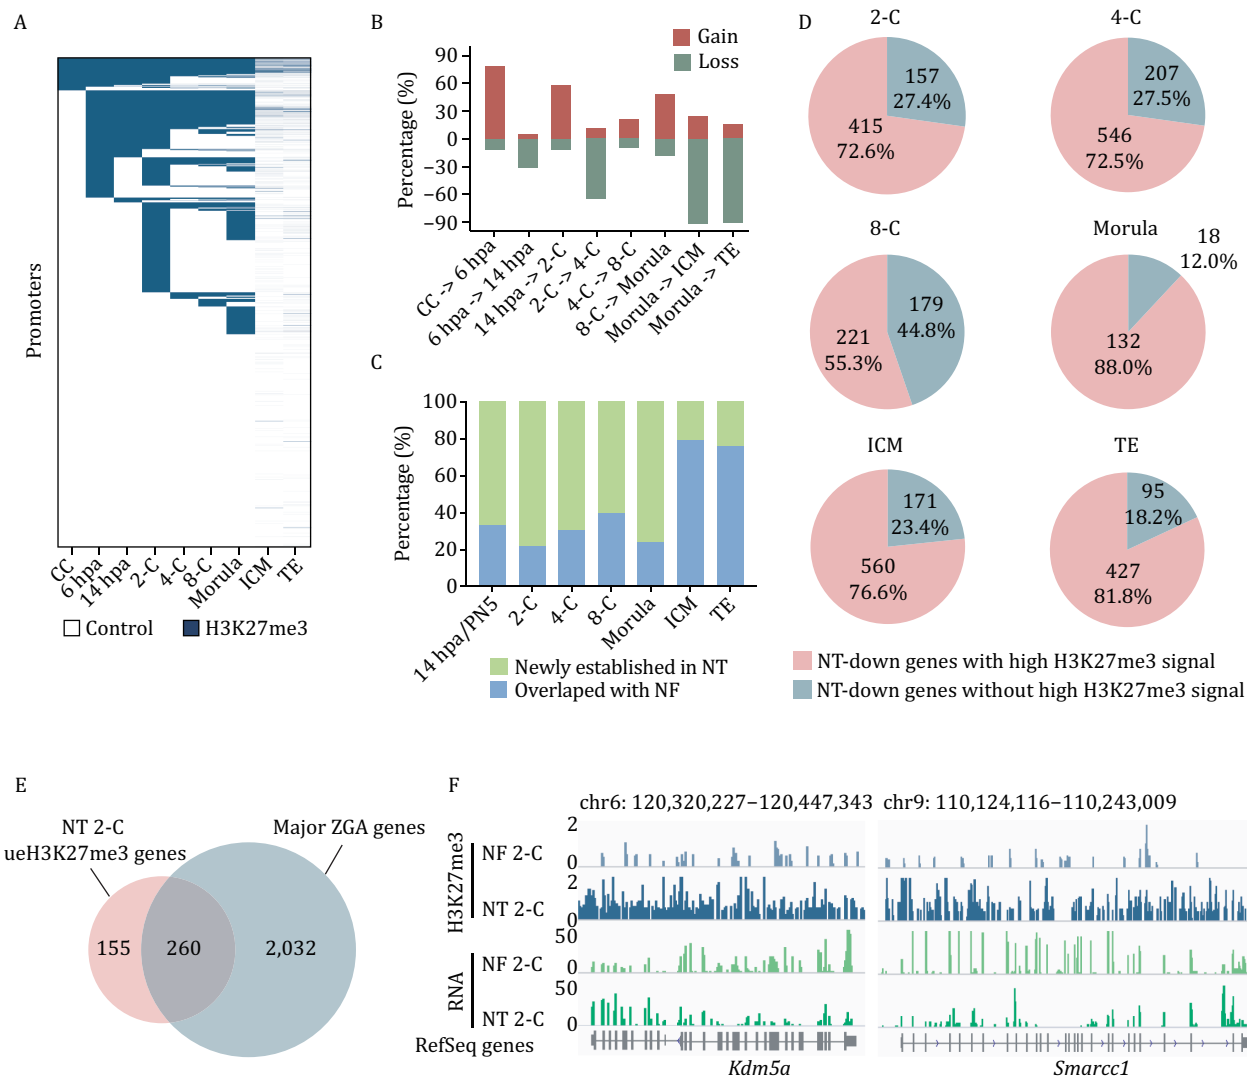 A
Promoters
CC
6 hpa
14 hpa
2-C
4-C
8-C
Morula
ICM
TE
Control
H3K27me3
B
Gain
Loss
Percentage (%)
90
60
30
0
−30
−60
−90
CC -> 6 hpa
6 hpa -> 14 hpa
14 hpa -> 2-C
2-C -> 4-C
4-C -> 8-C
8-C -> Morula
Morula -> ICM
Morula -> TE
C
Percentage (%)
100
80
60
40
20
0
14 hpa/PN5
2-C
4-C
8-C
Morula
ICM
TE
Newly established in NT
Overlaped with NF
D
2-C
157
27.4%
415
72.6%
4-C
207
27.5%
546
72.5%
8-C
179
44.8%
221
55.3%
Morula
18
12.0%
132
88.0%
ICM
171
23.4%
560
76.6%
TE
95
18.2%
427
81.8%
NT-down genes with high H3K27me3 signal
NT-down genes without high H3K27me3 signal
E
NT 2-C
ueH3K27me3 genes
Major ZGA genes
155
260
2,032
F
chr6: 120,320,227−120,447,343
chr9: 110,124,116−110,243,009
H3K27me3
2
NF 2-C
0
2
NT 2-C
0
RNA
50
NF 2-C
0
50
NT 2-C
0
RefSeq genes
Kdm5a
Smarcc1